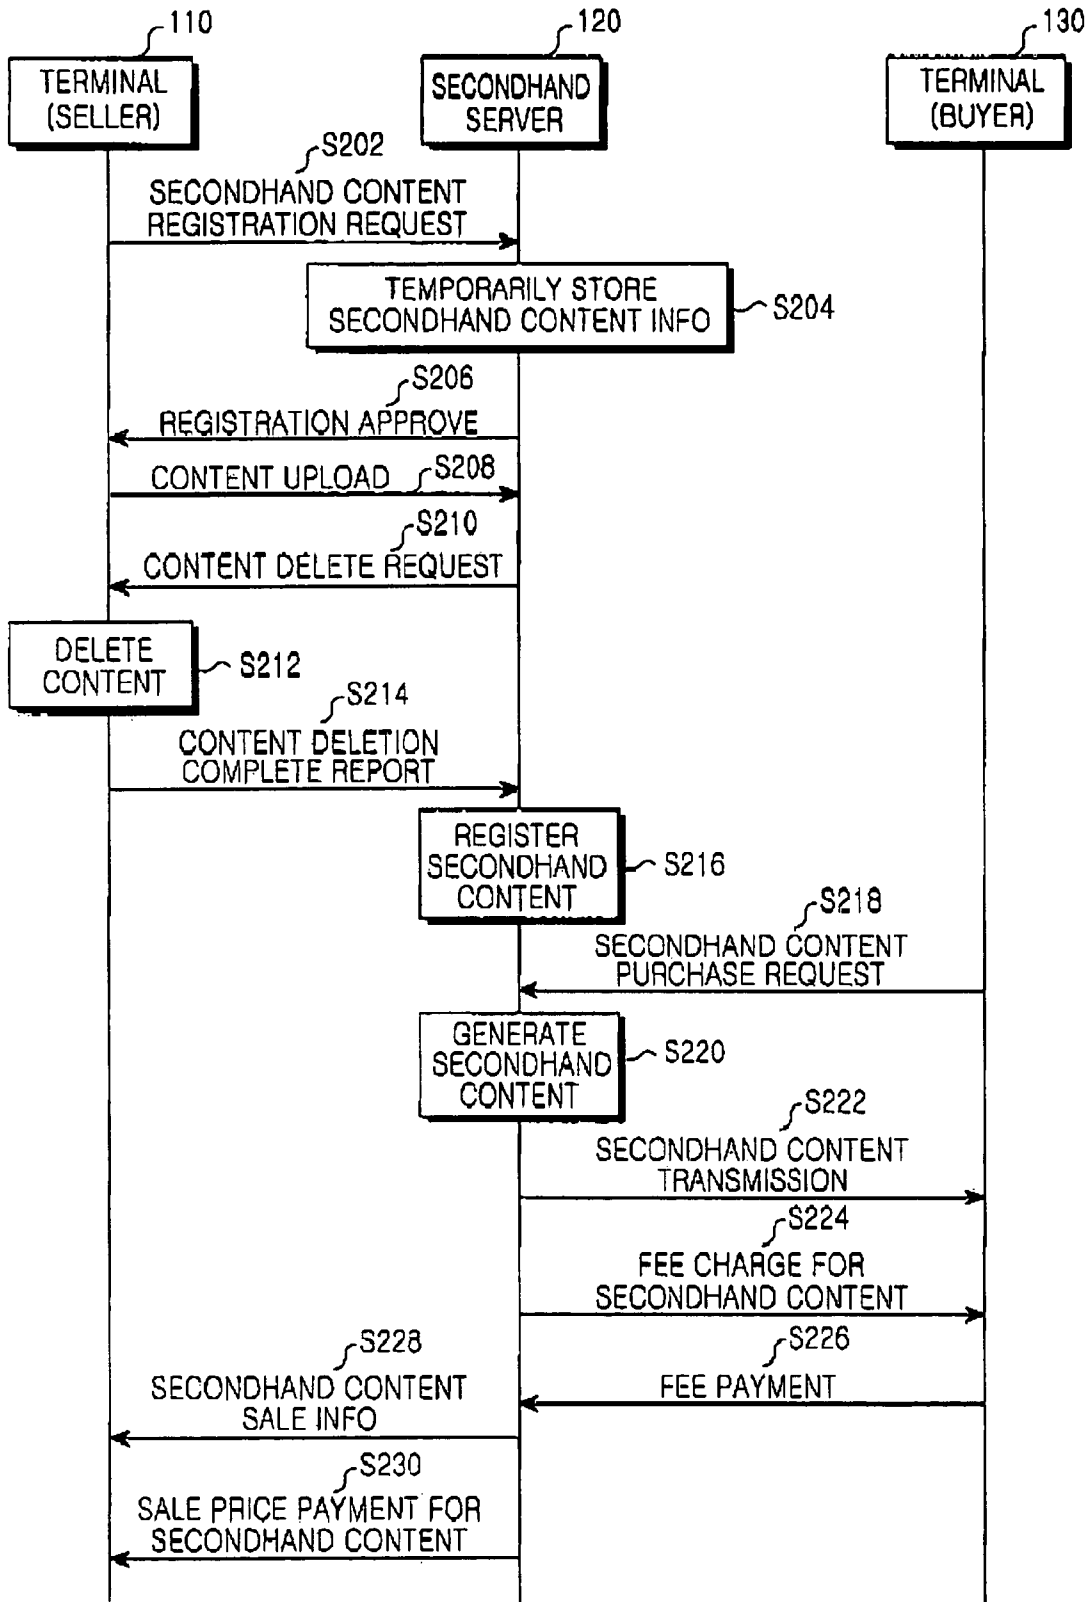 110
120
130
TERMINAL
(SELLER)
SECONDHAND
SERVER
TERMINAL
(BUYER)
S202
SECONDHAND CONTENT
REGISTRATION REQUEST
TEMPORARILY STORE
SECONDHAND CONTENT INFO
S204
S206
REGISTRATION APPROVE
CONTENT UPLOAD
S208
S210
CONTENT DELETE REQUEST
DELETE
CONTENT
S212
S214
CONTENT DELETION
COMPLETE REPORT
REGISTER
SECONDHAND
CONTENT
S216
S218
SECONDHAND CONTENT
PURCHASE REQUEST
GENERATE
SECONDHAND
CONTENT
S220
S222
SECONDHAND CONTENT
TRANSMISSION
S224
FEE CHARGE FOR
SECONDHAND CONTENT
S226
FEE PAYMENT
S228
SECONDHAND CONTENT
SALE INFO
S230
SALE PRICE PAYMENT FOR
SECONDHAND CONTENT